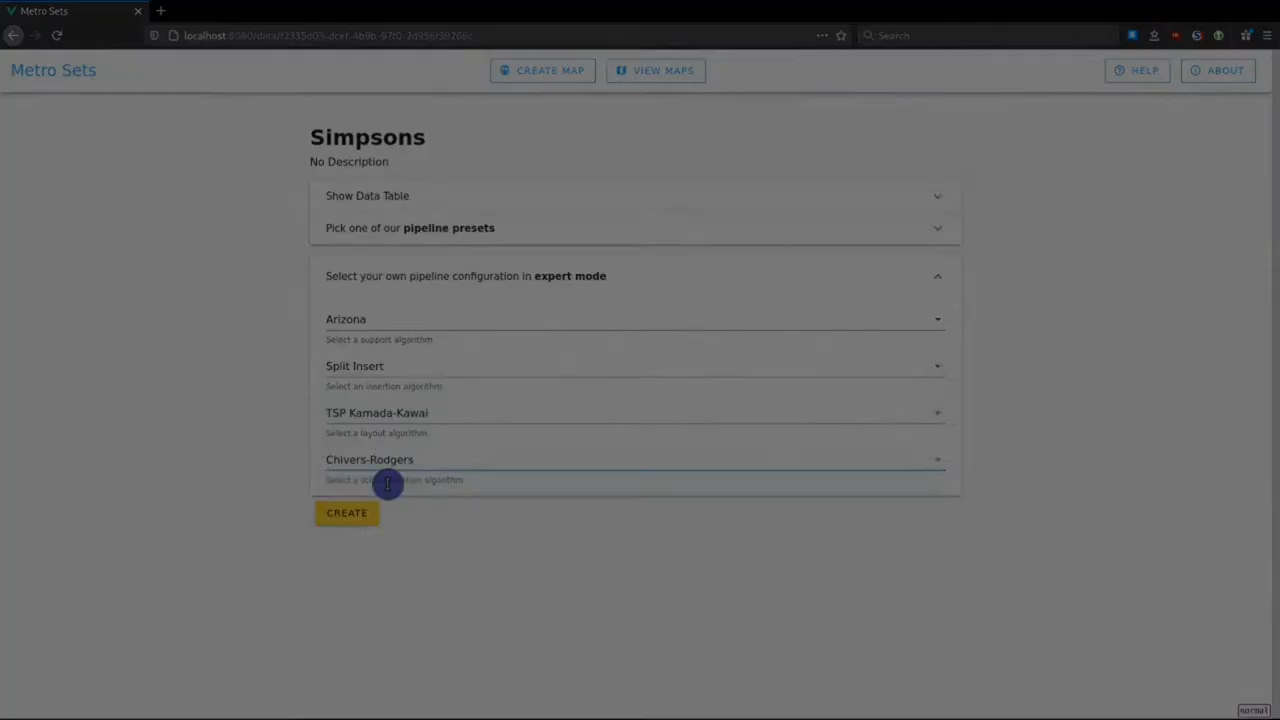 Metro Sets
Search
Metro Sets
CREATE MAP
VIEW MAPS
HELP
ABOUT
Simpsons
No Description
Show Data Table
Pick one of our pipeline presets
Select your own pipeline configuration in expert mode
Arizona
Select a support algorithm
Split Insert
Select an insertion algorithm
TSP Kamada-Kawai
Select a layout algorithm
Chivers-Rodgers
Select a algorithm
CREATE
normal